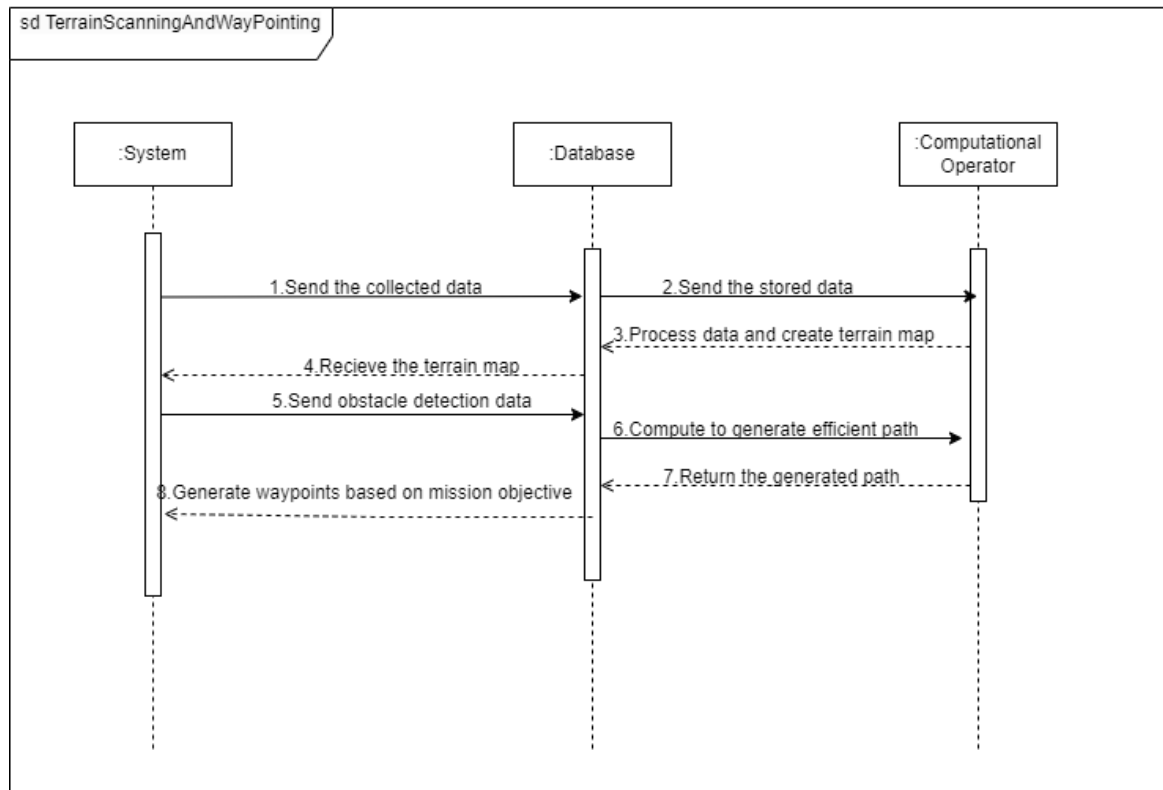 sd TerrainScanningAndWayPointing
:System
:Database
:Computational
Operator
1.Send the collected data
2.Send the stored data
3.Process data and create terrain map
4.Recieve the terrain map
5.Send obstacle detection data
6.Compute to generate efficient path
7.Return the generated path
8.Generate waypoints based on mission objective